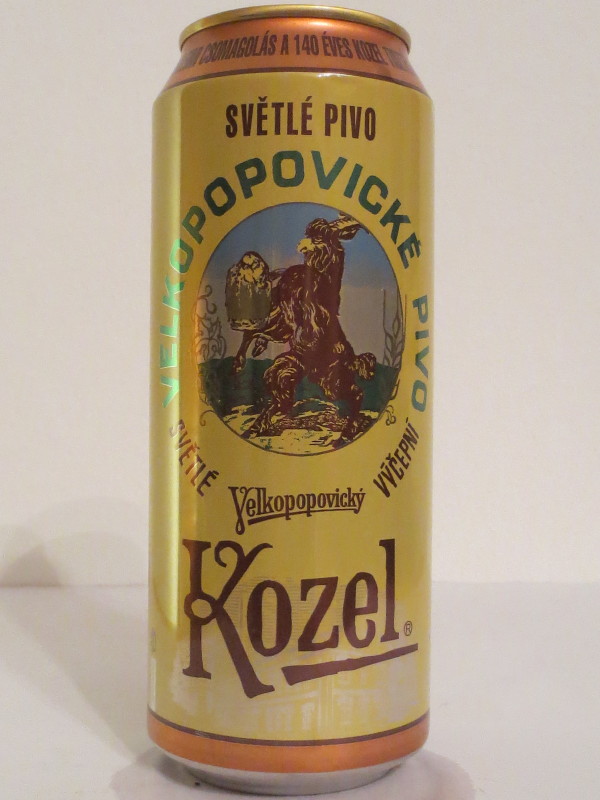 CSOMAGOLÁS A 140 ÉVES KOZEL
SVĚTLÉ PIVO
VELKOPOPOVICKÉ PIVO
SVĚTLÉ
VÝČEPNÍ
Velkopopovický
Kozel ®